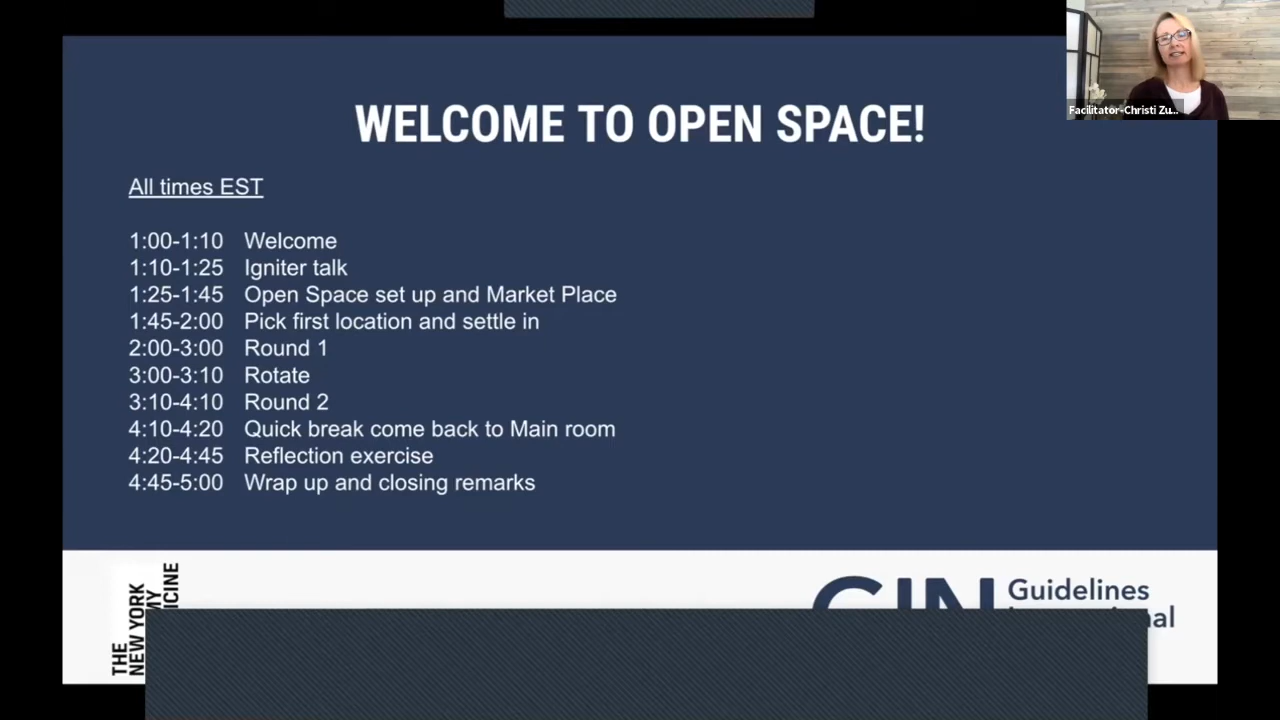 WELCOME TO OPEN SPACE!
Facilitator-Christi Zu...
All times EST
1:00-1:10 Welcome
1:10-1:25 Igniter talk
1:25-1:45 Open Space set up and Market Place
1:45-2:00 Pick first location and settle in
2:00-3:00 Round 1
3:00-3:10 Rotate
3:10-4:10 Round 2
4:10-4:20 Quick break come back to Main room
4:20-4:45 Reflection exercise
4:45-5:00 Wrap up and closing remarks
THE
NEW YORK
GIN
Guidelines